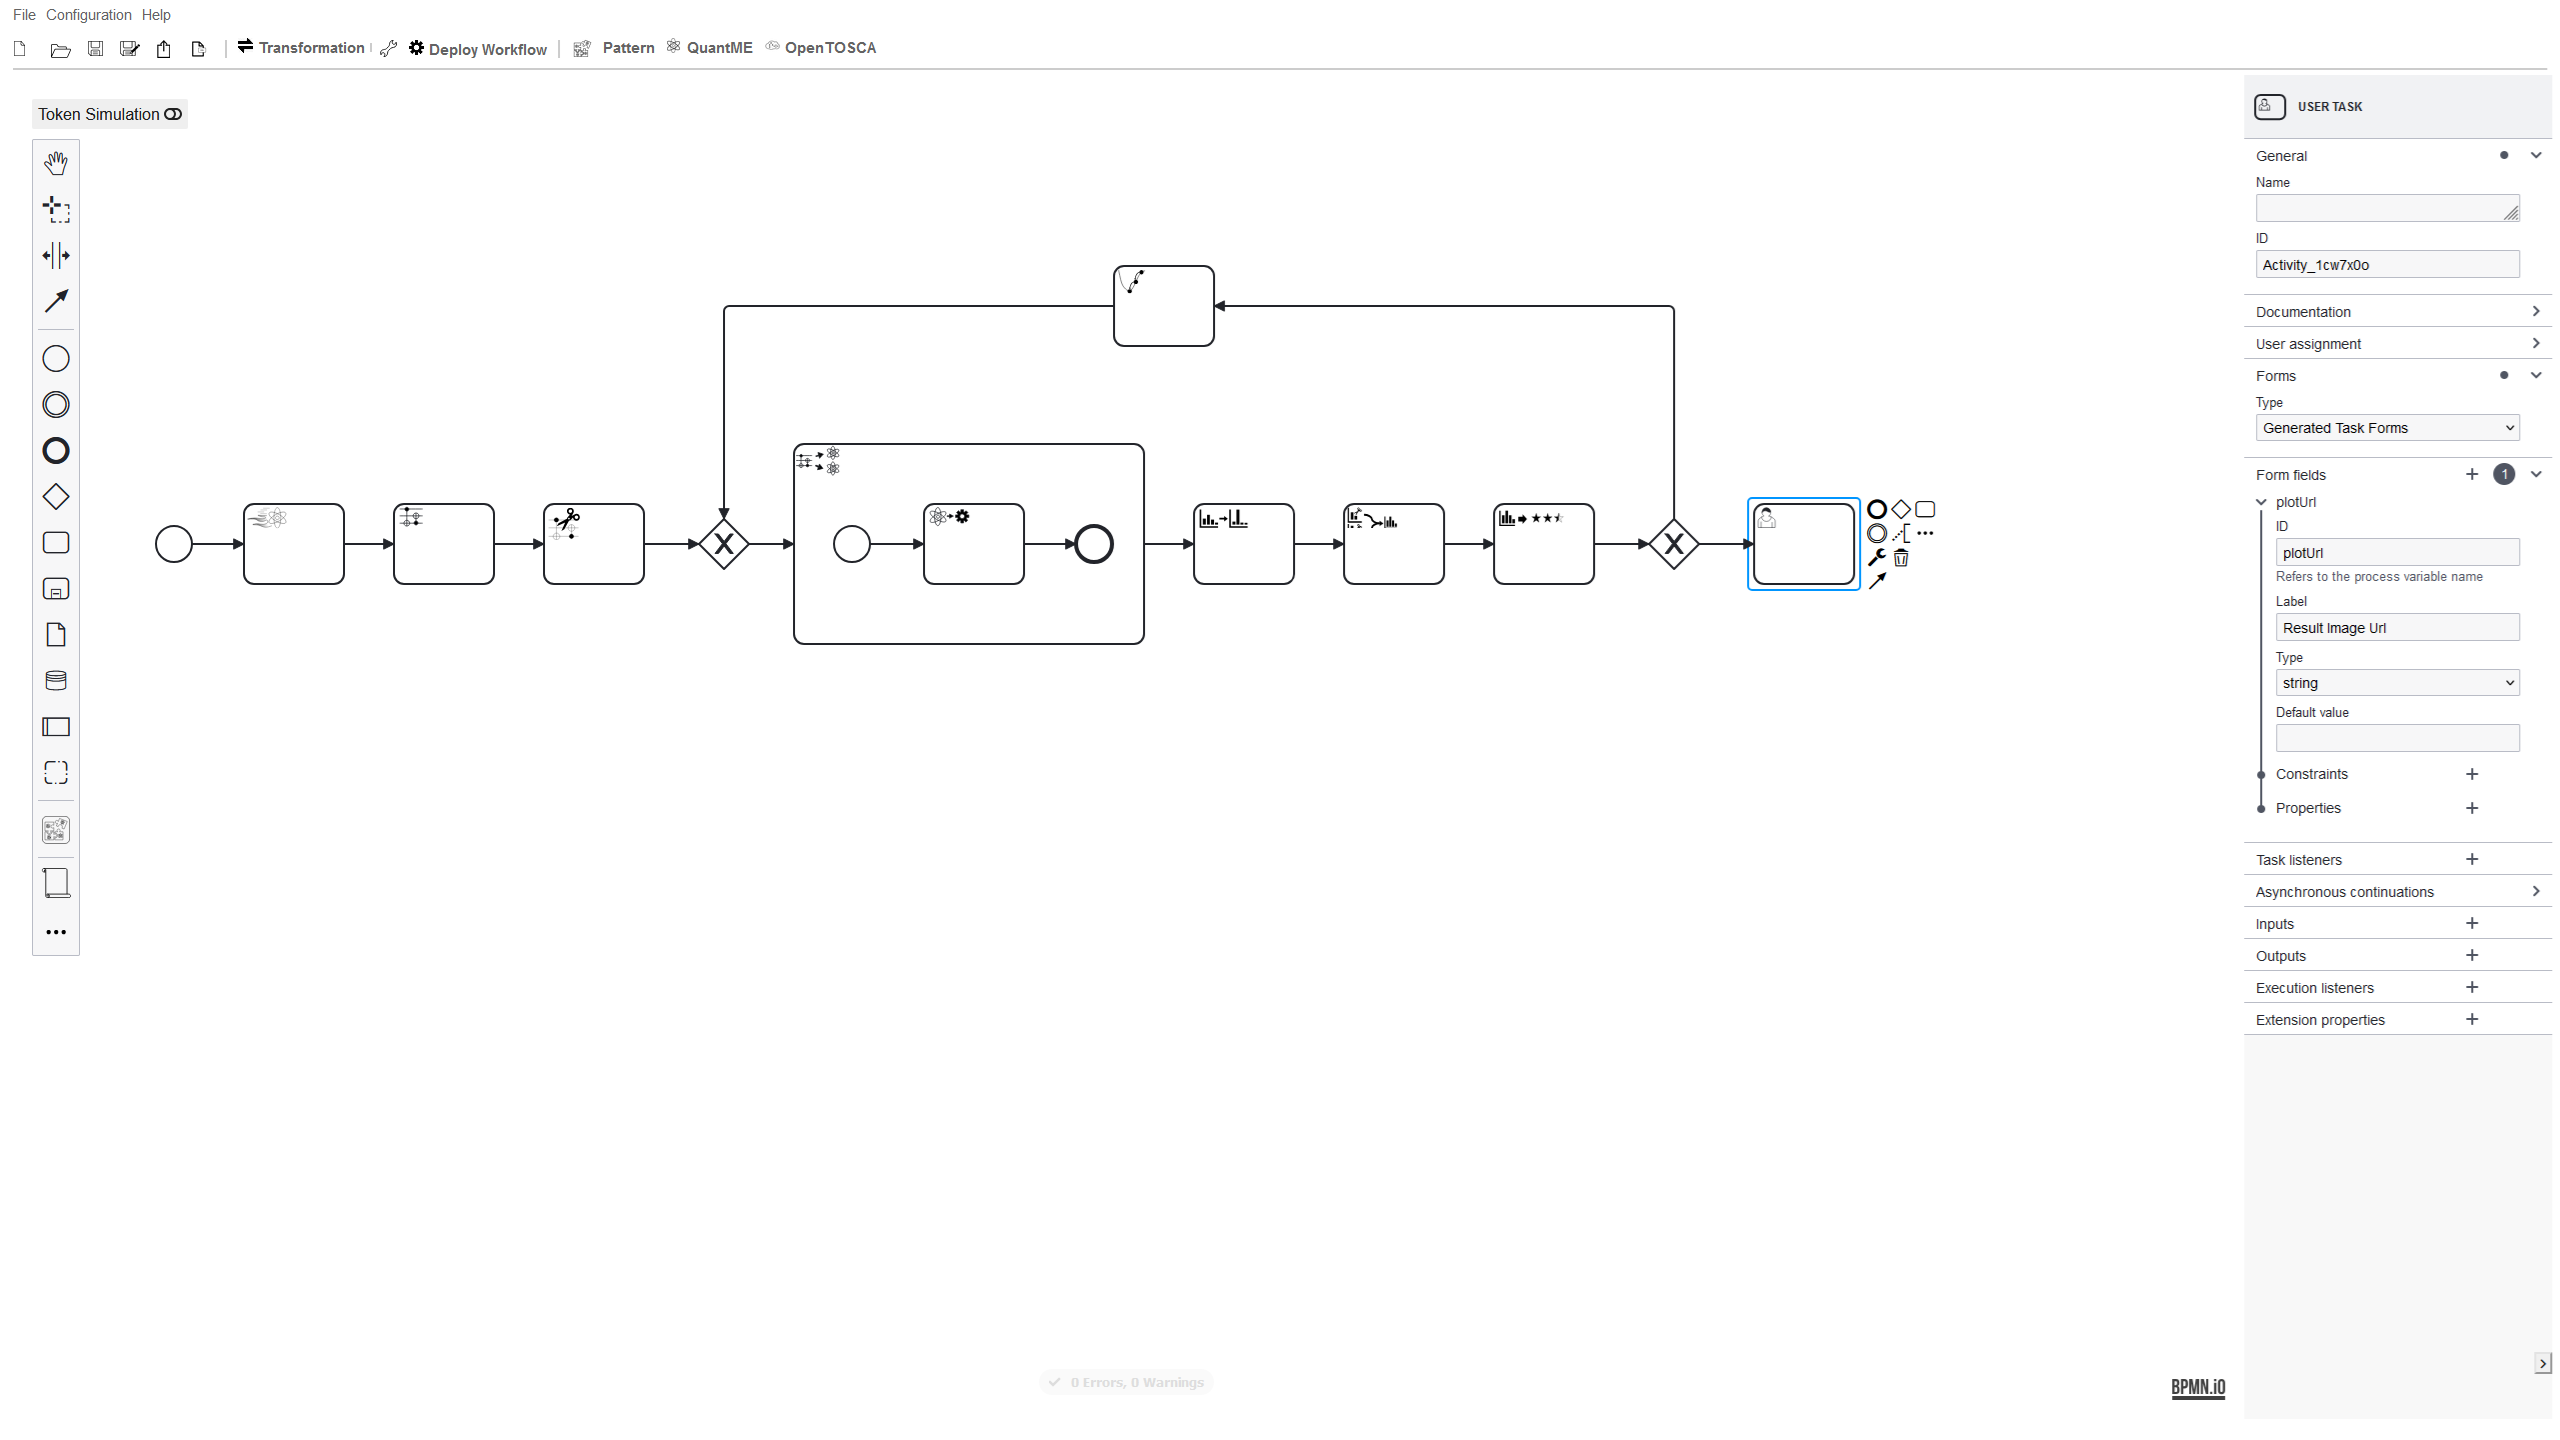 File Configuration Help
Transformation Deploy Workflow Pattern QuantME OpenTOSCA
Token Simulation
USER TASK
General
Name
ID
Activity_1cw7x0o
Documentation
User assignment
Forms
Type
Generated Task Forms
Form fields 1
plotUrl
ID
plotUrl
Refers to the process variable name
Label
Result Image Url
Type
string
Default value
Constraints
Properties
Task listeners
Asynchronous continuations
Inputs
Outputs
Execution listeners
Extension properties
0 Errors, 0 Warnings
BPMN.iO